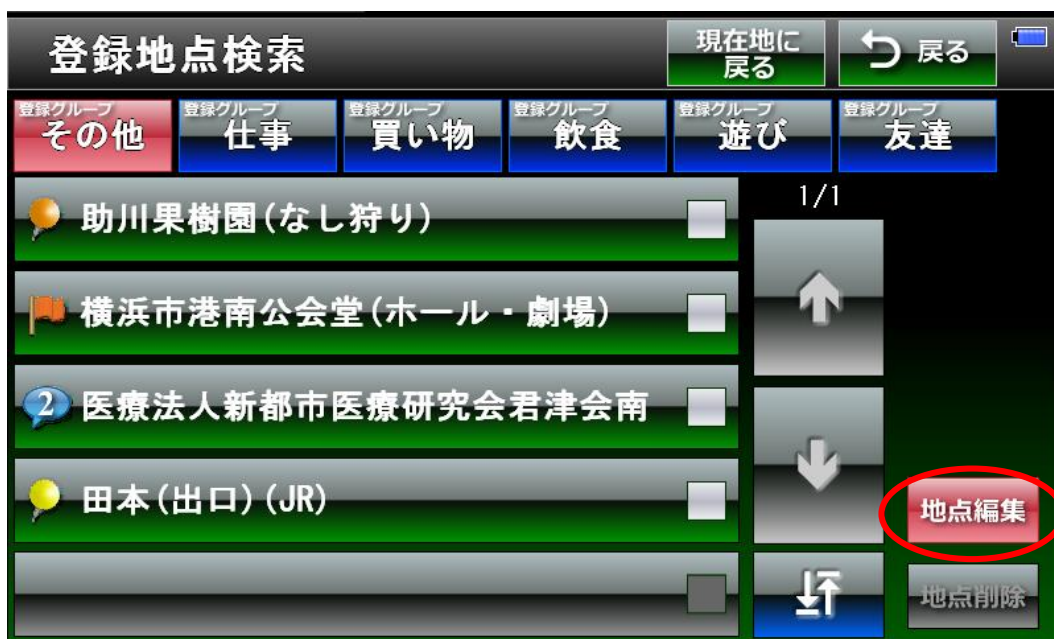 登録地点検索
現在地に
戻る
戻る
登録グループ
その他
登録グループ
仕事
登録グループ
買い物
登録グループ
飲食
登録グループ
遊び
登録グループ
友達
1/1
助川果樹園(なし狩り)
横浜市港南公会堂(ホール・劇場)
2
医療法人新都市医療研究会君津会南
田本(出口)(JR)
地点編集
地点削除